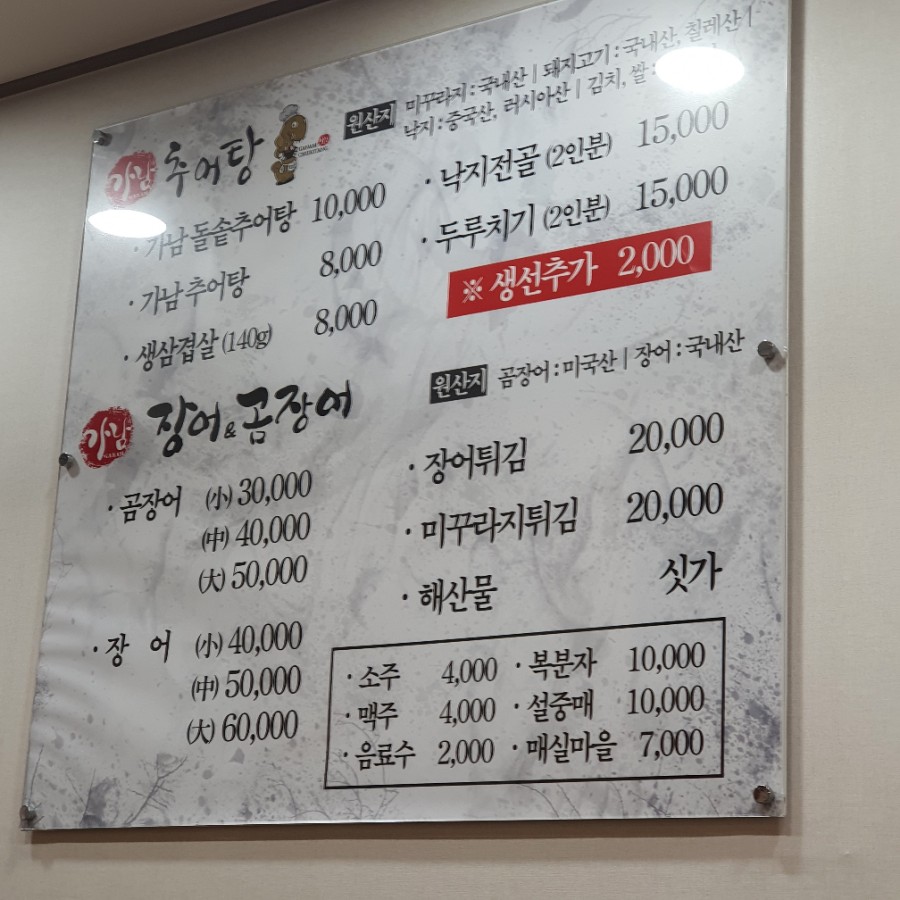 가남 추어탕
원산지 미꾸라지 : 국내산 | 돼지고기 : 국내산, 칠레산 |
낙지 : 중국산, 러시아산 | 김치, 쌀 :
· 가남 돌솥추어탕 10,000
· 가남 추어탕 8,000
· 생삼겹살 (140g) 8,000
· 낙지전골 (2인분) 15,000
· 두루치기 (2인분) 15,000
※ 생선추가 2,000
가남 장어&곰장어
원산지 곰장어 : 미국산 | 장어 : 국내산
· 곰장어 (小) 30,000
(中) 40,000
(大) 50,000
· 장 어 (小) 40,000
(中) 50,000
(大) 60,000
· 장어튀김 20,000
· 미꾸라지튀김 20,000
· 해산물 싯가
· 소주 4,000 · 복분자 10,000
· 맥주 4,000 · 설중매 10,000
· 음료수 2,000 · 매실마을 7,000